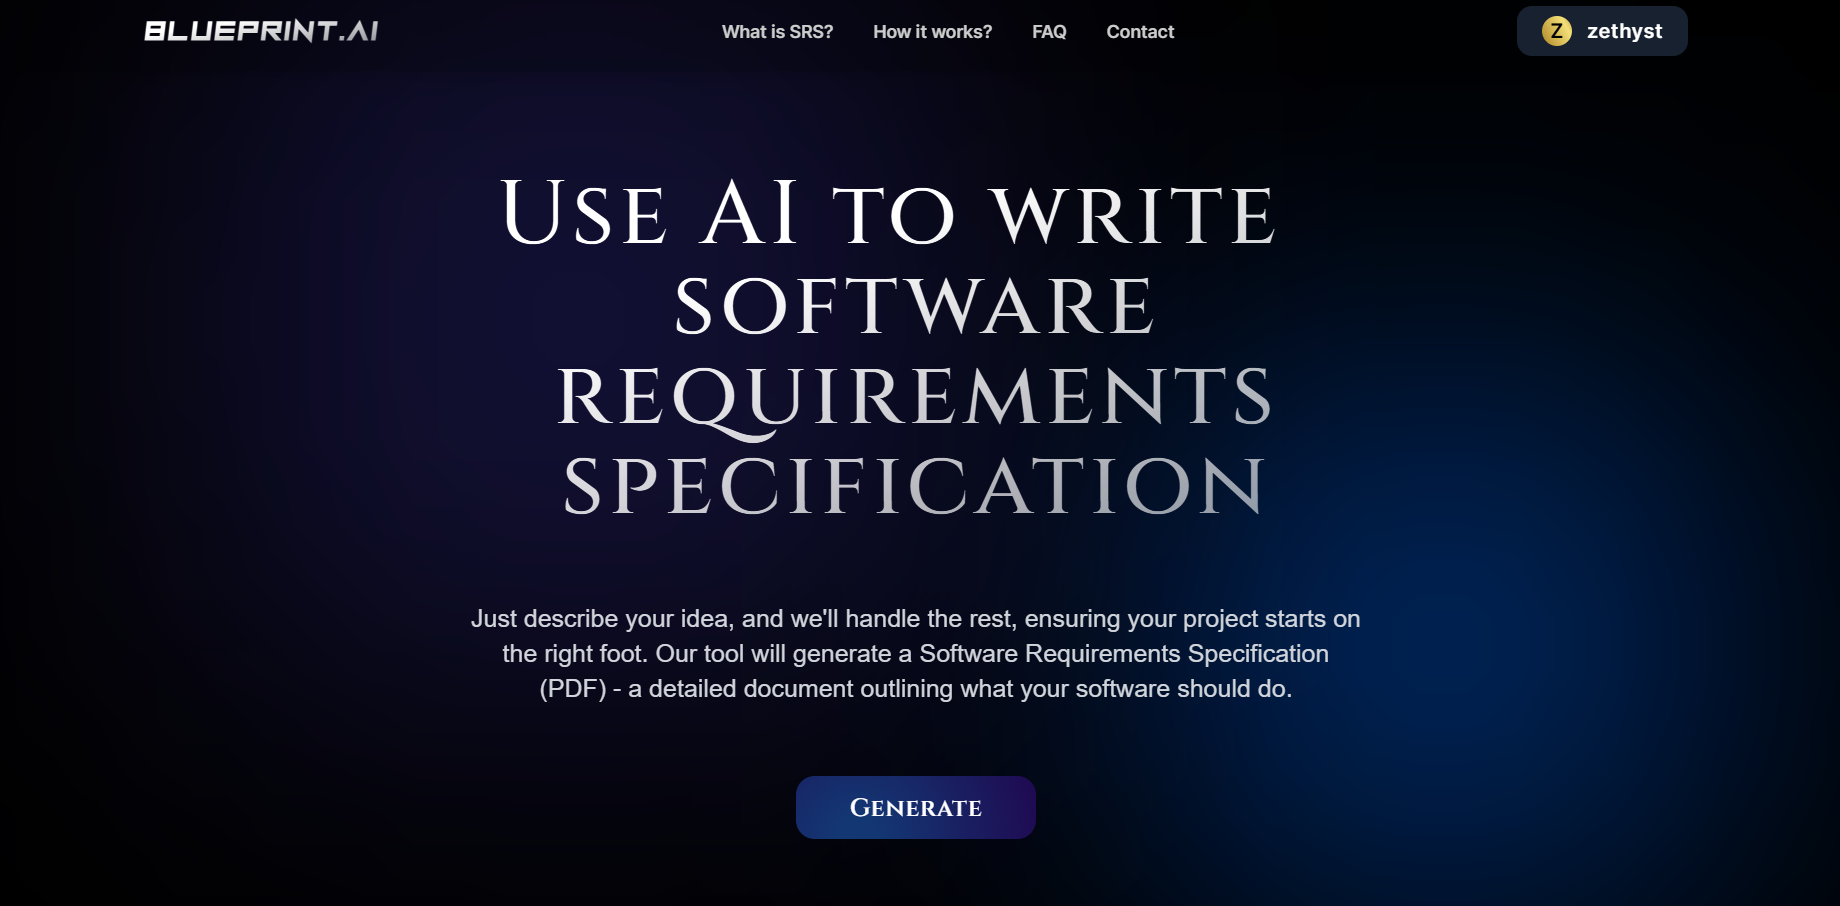 BLUEPRINT.AI
What is SRS?
How it works?
FAQ
Contact
Z
zethyst
Use AI to write
software
requirements
specification
Just describe your idea, and we'll handle the rest, ensuring your project starts on
the right foot. Our tool will generate a Software Requirements Specification
(PDF) - a detailed document outlining what your software should do.
Generate